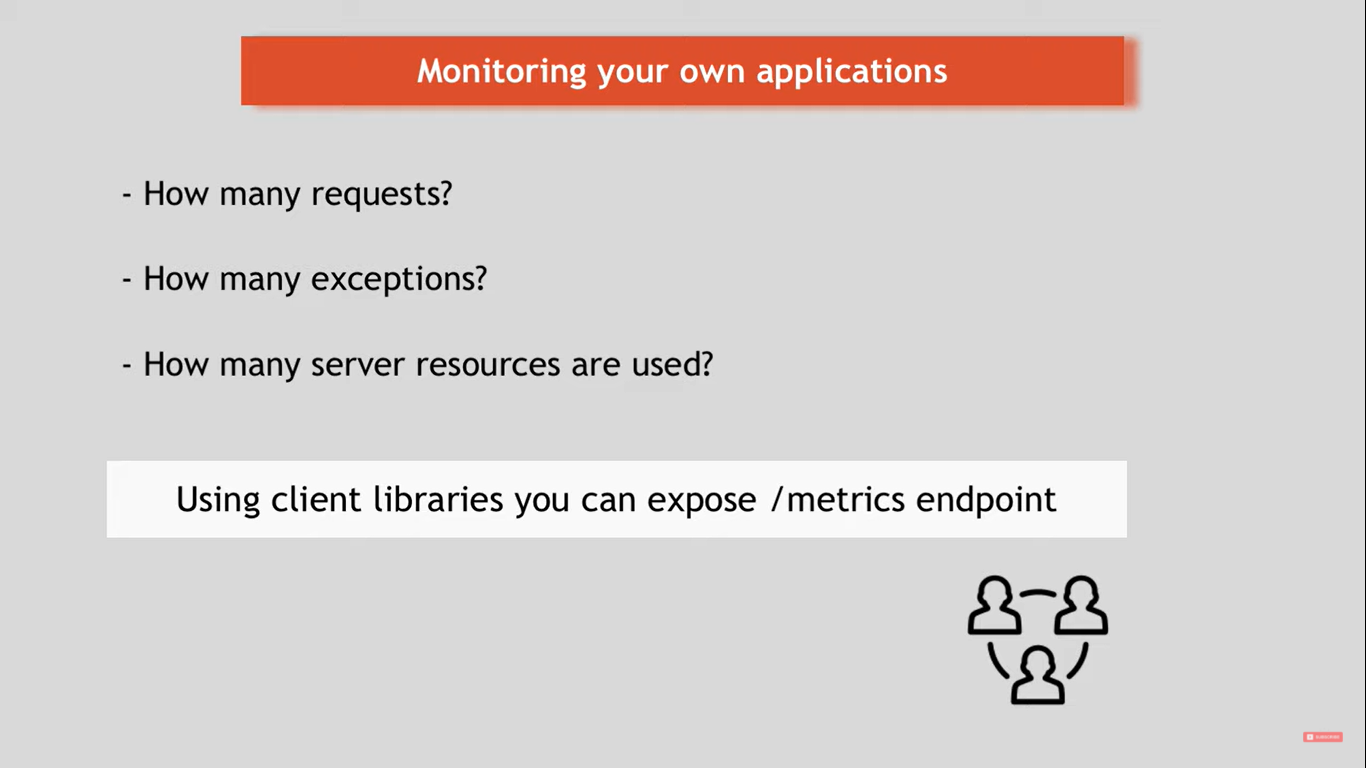 Monitoring your own applications
- How many requests?
- How many exceptions?
- How many server resources are used?
Using client libraries you can expose /metrics endpoint
SUBSCRIBE